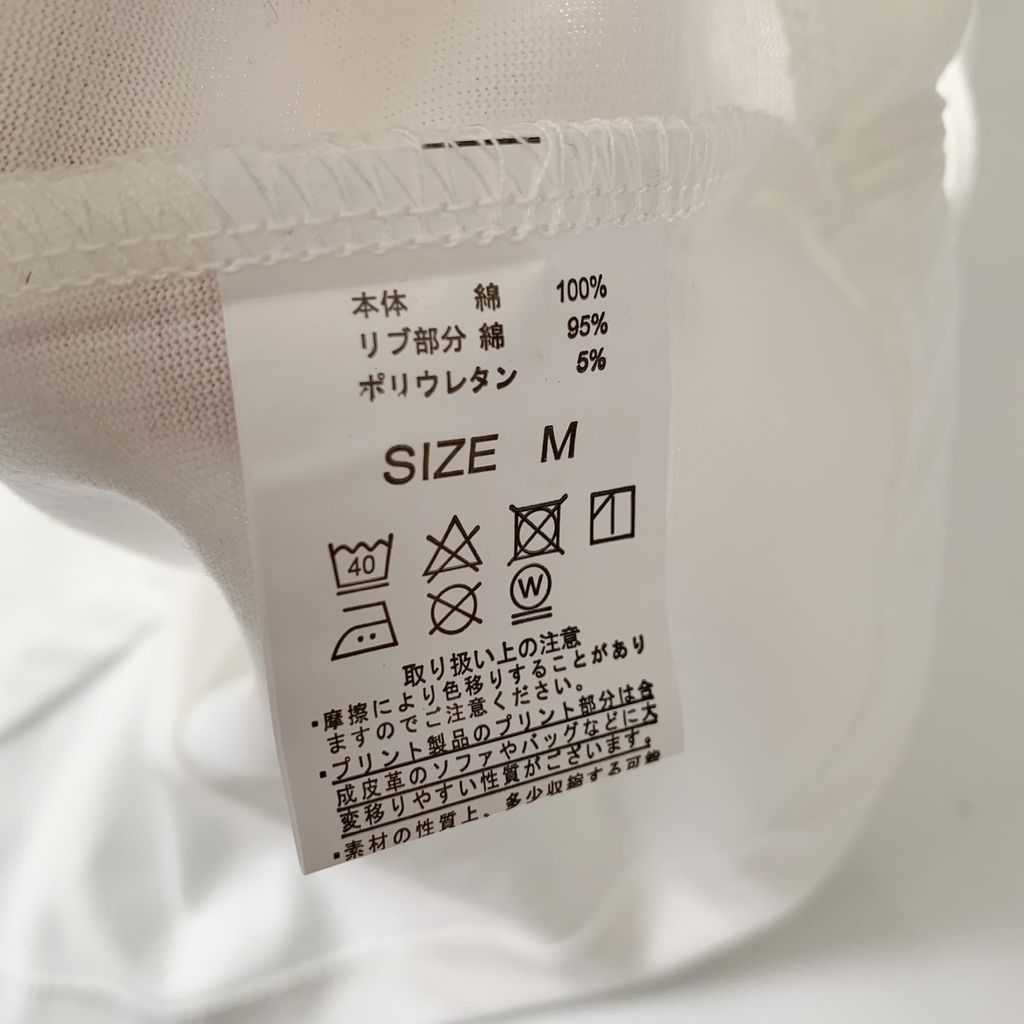 本体 綿 100%
リブ部分 綿 95%
ポリウレタン 5%
SIZE M
40
W
取り扱い上の注意
・摩擦により色移りすることがあり
ますのでご注意ください。
・プリント製品のプリント部分は含
成皮革のソファやバッグなどに大
変移りやすい性質がございます。
・素材の性質上、多少収縮する可能